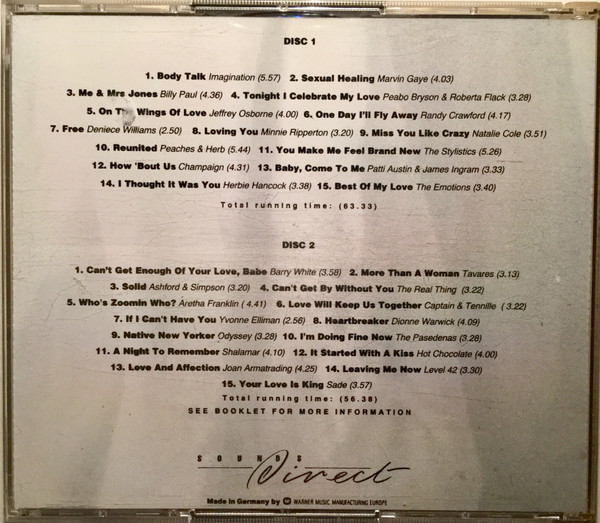 DISC 1
1. Body Talk Imagination (5.57) 2. Sexual Healing Marvin Gaye (4.03)
3. Me & Mrs Jones Billy Paul (4.36) 4. Tonight I Celebrate My Love Peabo Bryson & Roberta Flack (3.28)
5. On The Wings Of Love Jeffrey Osborne (4.00) 6. One Day I'll Fly Away Randy Crawford (4.17)
7. Free Deneice Williams (2.50) 8. Loving You Minnie Ripperton (3.20) 9. Miss You Like Crazy Natalie Cole (3.51)
10. Reunited Peaches & Herb (5.44) 11. You Make Me Feel Brand New The Stylistics (5.26)
12. How 'Bout Us Champaign (4.31) 13. Baby, Come To Me Patti Austin & James Ingram (3.33)
14. I Thought It Was You Herbie Hancock (3.38) 15. Best Of My Love The Emotions (3.40)
Total running time: (63.33)
DISC 2
1. Can't Get Enough Of Your Love, Babe Barry White (3.58) 2. More Than A Woman Tavares (3.13)
3. Solid Ashford & Simpson (3.20) 4. Can't Get By Without You The Real Thing (3.22)
5. Who's Zoomin Who? Aretha Franklin ( 4.41) 6. Love Will Keep Us Together Captain & Tennille ( 3.22)
7. If I Can't Have You Yvonne Elliman (2.56) 8. Heartbreaker Dionne Warwick (4.09)
9. Native New Yorker Odyssey (3.28) 10. I'm Doing Fine Now The Pasedenas (3.28)
11. A Night To Remember Shalamar (4.10) 12. It Started With A Kiss Hot Chocolate (4.00)
13. Love And Affection Joan Armatrading (4.25) 14. Leaving Me Now Level 42 (3.30)
15. Your Love Is King Sade (3.57)
Total running time: (56.38)
SEE BOOKLET FOR MORE INFORMATION
SOUNDS
Direct
Made in Germany by WARNER MUSIC MANUFACTURING EUROPE